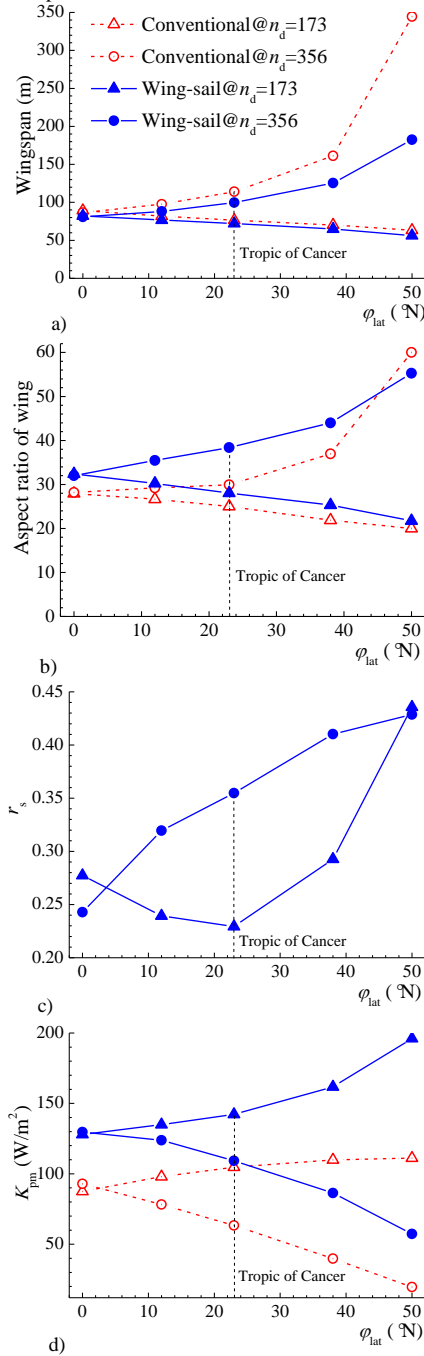 350
300
250
200
150
100
50
0
Wingspan (m)
Conventional@n_d=173
Conventional@n_d=356
Wing-sail@n_d=173
Wing-sail@n_d=356
Tropic of Cancer
0 10 20 30 40 50
a)
φ_lat (°N)
60
50
40
30
20
10
0
Aspect ratio of wing
Tropic of Cancer
0 10 20 30 40 50
b)
φ_lat (°N)
0.45
0.40
0.35
0.30
0.25
0.20
r_s
Tropic of Cancer
0 10 20 30 40 50
c)
φ_lat (°N)
200
150
100
50
K_pm (W/m²)
Tropic of Cancer
0 10 20 30 40 50
d)
φ_lat (°N)